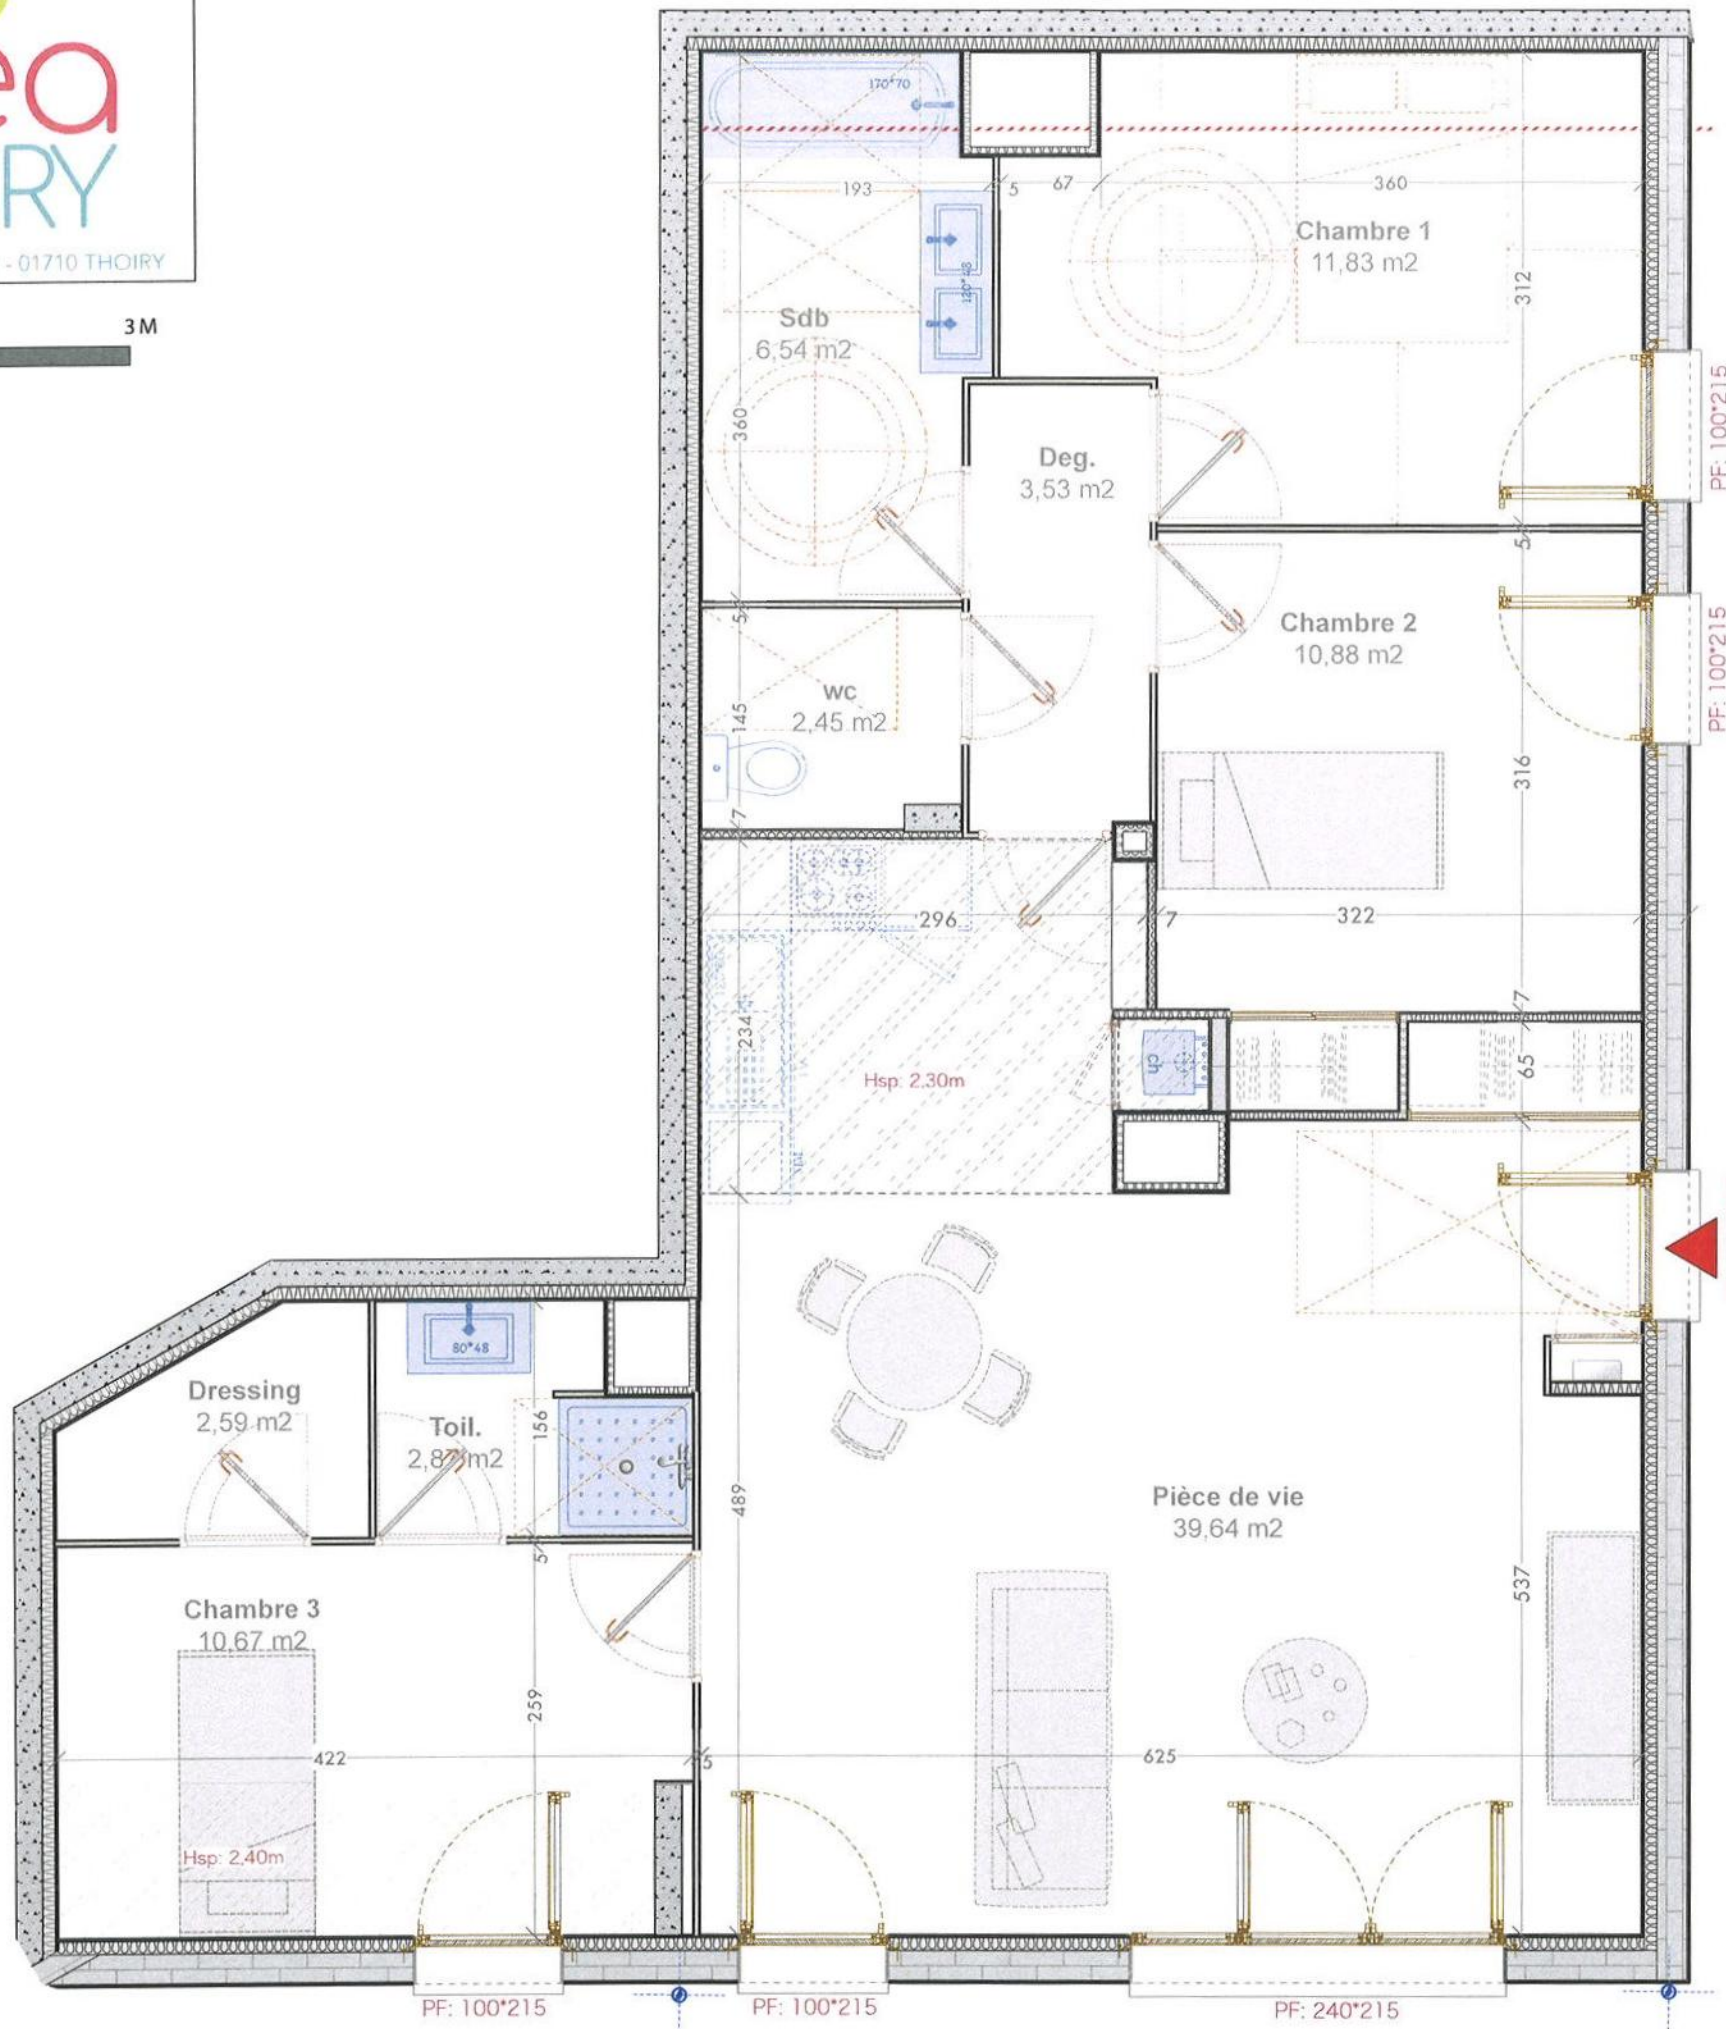 ea
RY
- 01710 THOIRY
3M
170*70
193
5
67
360
Chambre 1
11,83 m2
312
120*48
Sdb
6,54 m2
360
PF: 100*215
Deg.
3,53 m2
5
5
Chambre 2
10,88 m2
PF: 100*215
wc
2,45 m2
145
316
7
296
7
322
7
234
Hsp: 2,30m
ch
65
80*48
Dressing
2,59 m2
Toil.
2,87 m2
156
489
Pièce de vie
39,64 m2
5
537
Chambre 3
10,67 m2
259
422
5
625
Hsp: 2,40m
PF: 100*215
PF: 100*215
PF: 240*215